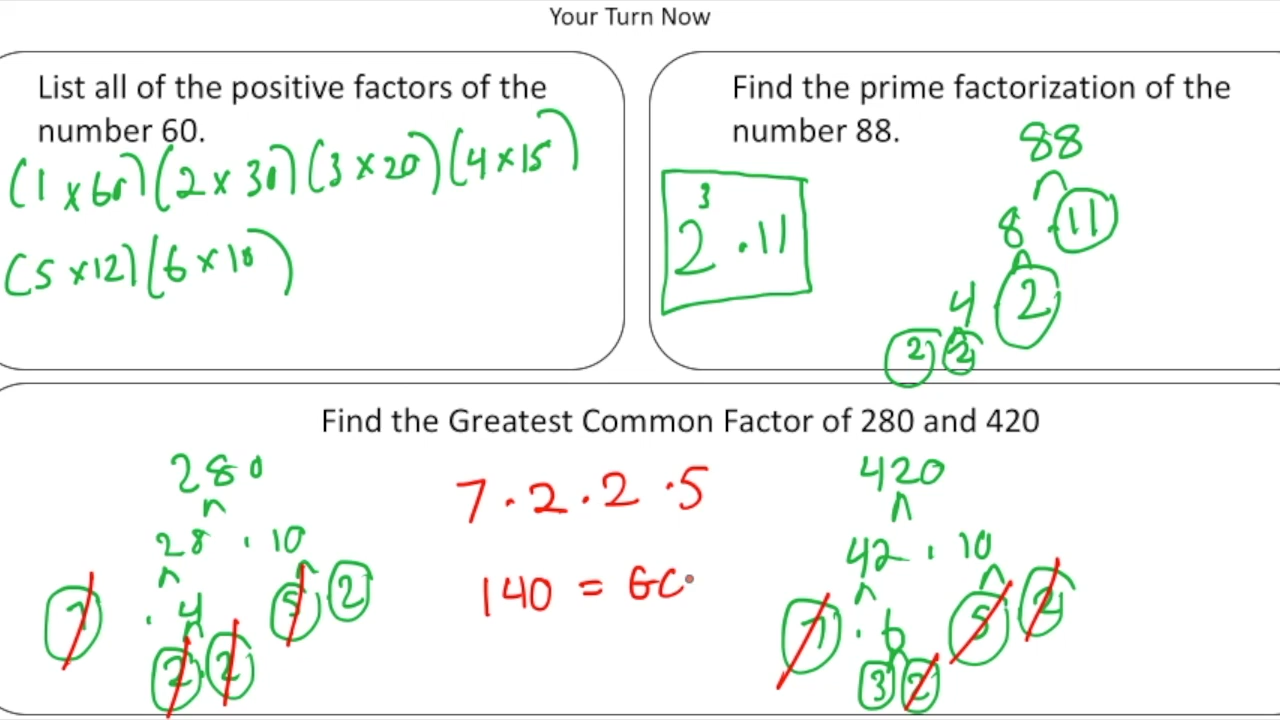 Your Turn Now
List all of the positive factors of the
number 60.
(1 × 60) (2 × 30) (3 × 20) (4 × 15)
(5 × 12) (6 × 10)
Find the prime factorization of the
number 88.
88
8 · 11
4 2
2 2
2³ · 11
Find the Greatest Common Factor of 280 and 420
280
28 · 10
7 · 4 5 2
2 · 2
7 · 2 · 2 · 5
140 = GC
420
42 · 10
7 · 6 5 2
3 2